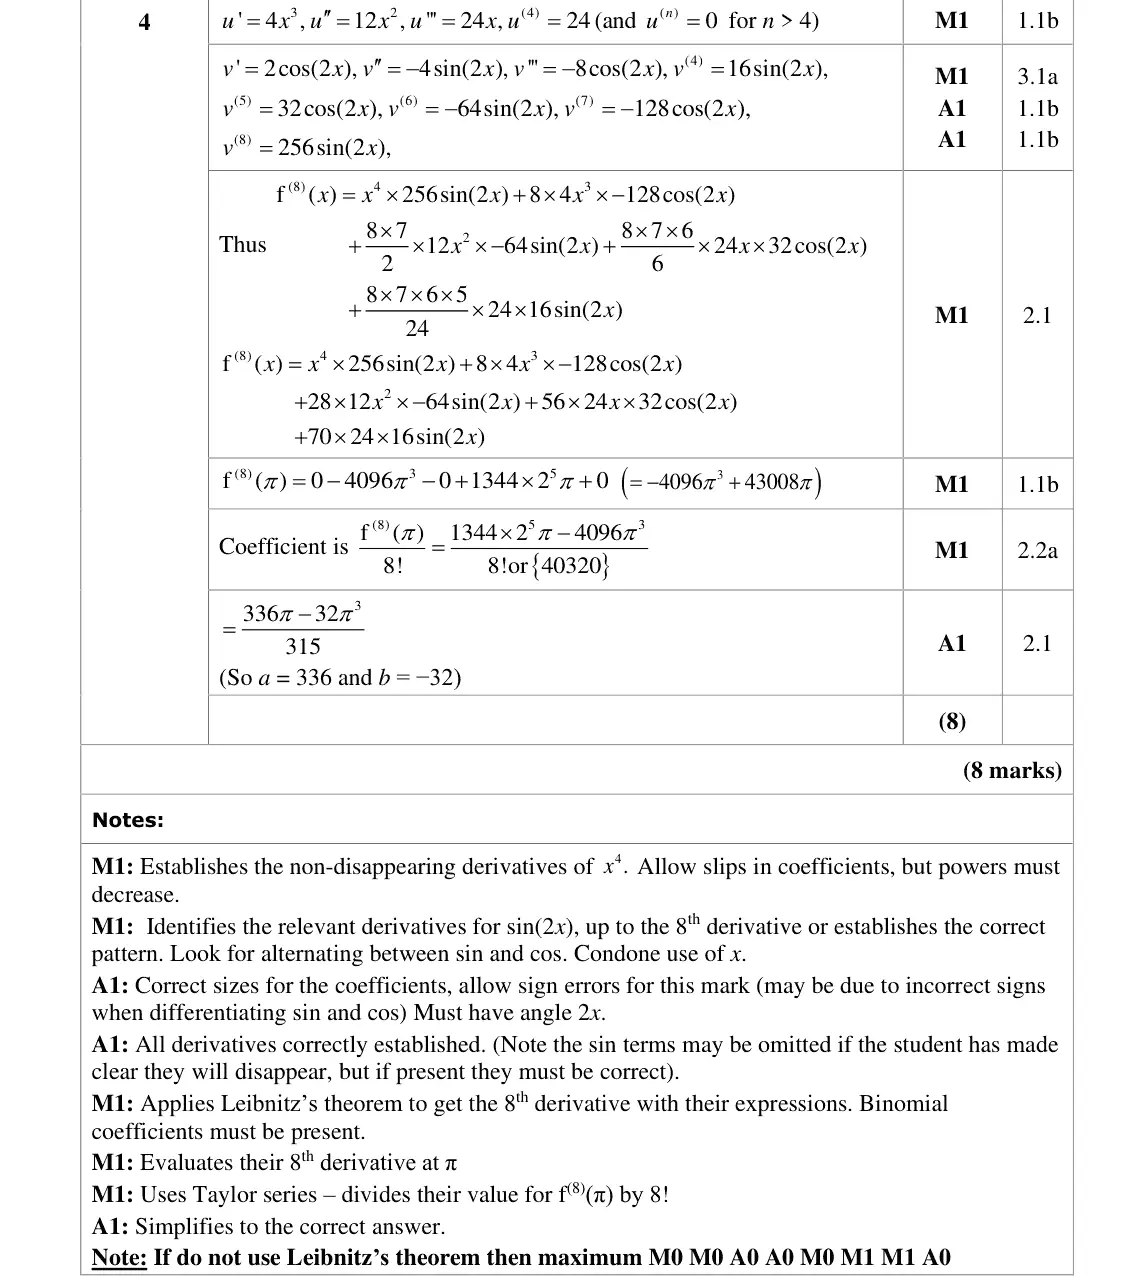 4 u' = 4x³, u″ = 12x², u''' = 24x, u⁽⁴⁾ = 24 (and u⁽ⁿ⁾ = 0 for n > 4) M1 1.1b
v' = 2cos(2x), v″ = −4sin(2x), v''' = −8cos(2x), v⁽⁴⁾ = 16sin(2x), M1 3.1a
v⁽⁵⁾ = 32cos(2x), v⁽⁶⁾ = −64sin(2x), v⁽⁷⁾ = −128cos(2x), A1 1.1b
v⁽⁸⁾ = 256sin(2x), A1 1.1b
f⁽⁸⁾(x) = x⁴ × 256sin(2x) + 8 × 4x³ × −128cos(2x)
Thus + (8×7)/2 × 12x² × −64sin(2x) + (8×7×6)/6 × 24x × 32cos(2x)
+ (8×7×6×5)/24 × 24 × 16sin(2x) M1 2.1
f⁽⁸⁾(x) = x⁴ × 256sin(2x) + 8 × 4x³ × −128cos(2x)
+28 × 12x² × −64sin(2x) + 56 × 24x × 32cos(2x)
+70 × 24 × 16sin(2x)
f⁽⁸⁾(π) = 0 − 4096π³ − 0 + 1344 × 2⁵π + 0 (= −4096π³ + 43008π) M1 1.1b
Coefficient is f⁽⁸⁾(π)/8! = (1344 × 2⁵π − 4096π³)/(8!or{40320}) M1 2.2a
= (336π − 32π³)/315 A1 2.1
(So a = 336 and b = −32)
(8)
(8 marks)
Notes:
M1: Establishes the non-disappearing derivatives of x⁴. Allow slips in coefficients, but powers must
decrease.
M1: Identifies the relevant derivatives for sin(2x), up to the 8th derivative or establishes the correct
pattern. Look for alternating between sin and cos. Condone use of x.
A1: Correct sizes for the coefficients, allow sign errors for this mark (may be due to incorrect signs
when differentiating sin and cos) Must have angle 2x.
A1: All derivatives correctly established. (Note the sin terms may be omitted if the student has made
clear they will disappear, but if present they must be correct).
M1: Applies Leibnitz’s theorem to get the 8th derivative with their expressions. Binomial
coefficients must be present.
M1: Evaluates their 8th derivative at π
M1: Uses Taylor series – divides their value for f⁽⁸⁾(π) by 8!
A1: Simplifies to the correct answer.
Note: If do not use Leibnitz’s theorem then maximum M0 M0 A0 A0 M0 M1 M1 A0